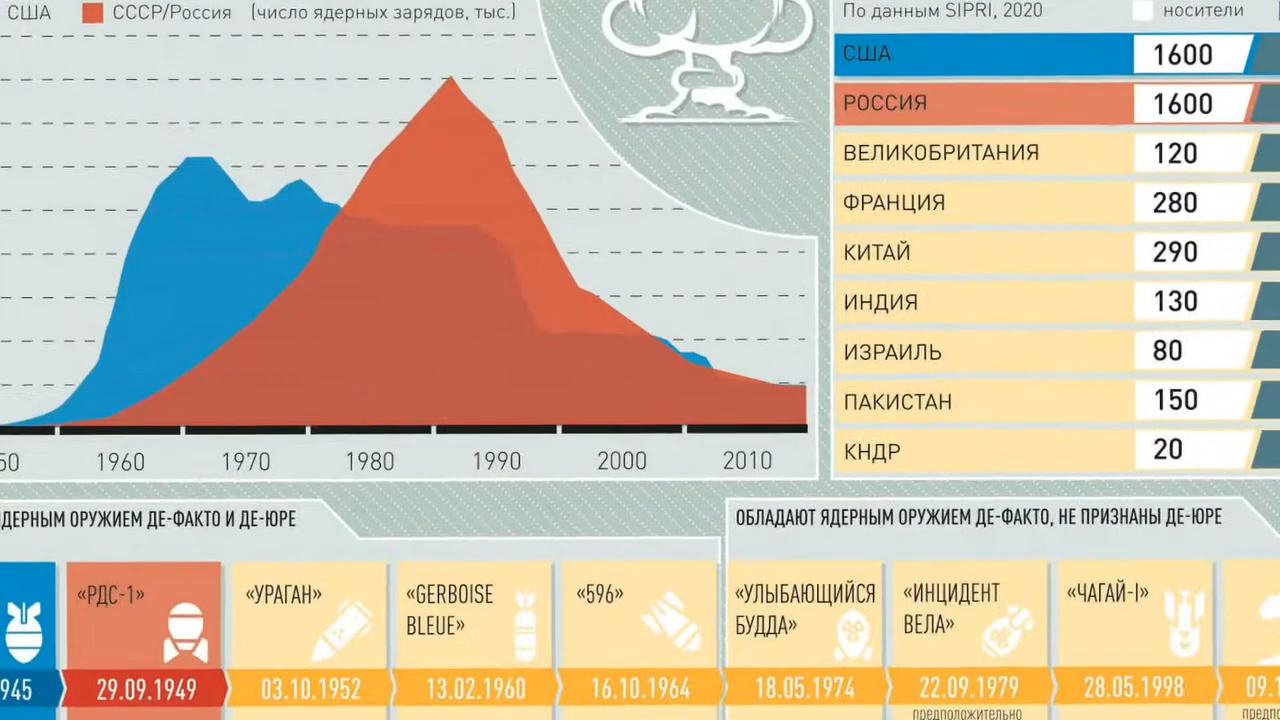 США СССР/Россия (число ядерных зарядов, тыс.)
1960 1970 1980 1990 2000 2010
По данным SIPRI, 2020 носители
США 1600
РОССИЯ 1600
ВЕЛИКОБРИТАНИЯ 120
ФРАНЦИЯ 280
КИТАЙ 290
ИНДИЯ 130
ИЗРАИЛЬ 80
ПАКИСТАН 150
КНДР 20
ЯДЕРНЫМ ОРУЖИЕМ ДЕ-ФАКТО И ДЕ-ЮРЕ
945
«РДС-1»
29.09.1949
«УРАГАН»
03.10.1952
«GERBOISE
BLEUE»
13.02.1960
«596»
16.10.1964
ОБЛАДАЮТ ЯДЕРНЫМ ОРУЖИЕМ ДЕ-ФАКТО, НЕ ПРИЗНАНЫ ДЕ-ЮРЕ
«УЛЫБАЮЩИЙСЯ
БУДДА»
18.05.1974
«ИНЦИДЕНТ
ВЕЛА»
22.09.1979
предположительно
«ЧАГАЙ-I»
28.05.1998